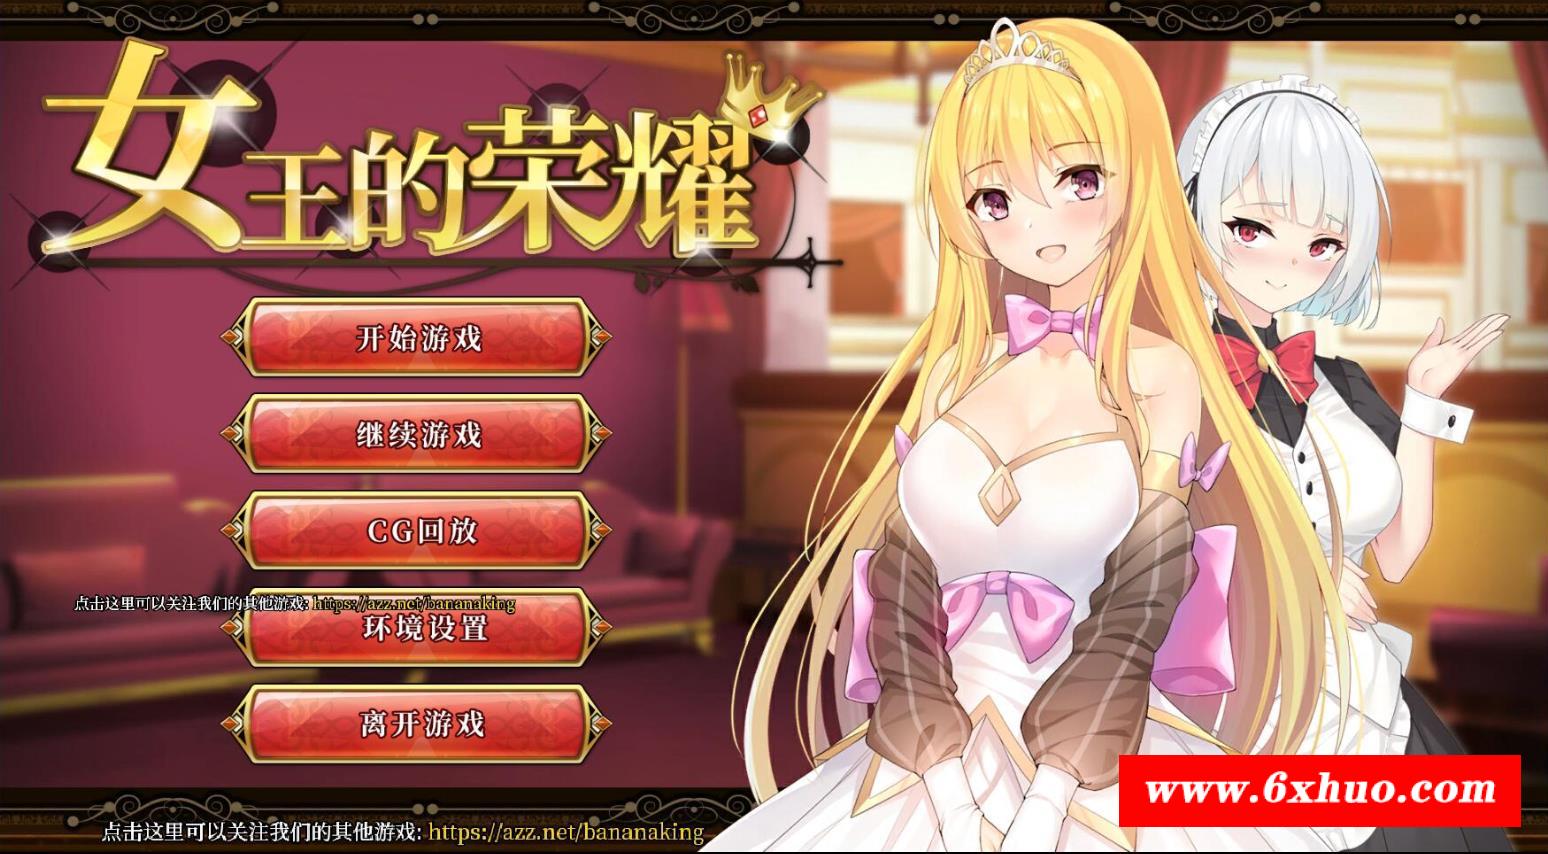 女王的荣耀
开始游戏
继续游戏
CG回放
点击这里可以关注我们的其他游戏: https://azz.net/bananaking
环境设置
离开游戏
www.6xhuo.com
点击这里可以关注我们的其他游戏: https://azz.net/bananaking